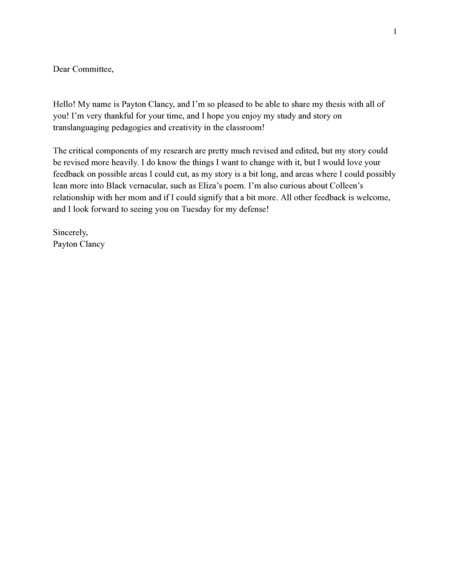 1
Dear Committee,
Hello! My name is Payton Clancy, and I’m so pleased to be able to share my thesis with all of
you! I’m very thankful for your time, and I hope you enjoy my study and story on
translanguaging pedagogies and creativity in the classroom!
The critical components of my research are pretty much revised and edited, but my story could
be revised more heavily. I do know the things I want to change with it, but I would love your
feedback on possible areas I could cut, as my story is a bit long, and areas where I could possibly
lean more into Black vernacular, such as Eliza’s poem. I’m also curious about Colleen’s
relationship with her mom and if I could signify that a bit more. All other feedback is welcome,
and I look forward to seeing you on Tuesday for my defense!
Sincerely,
Payton Clancy